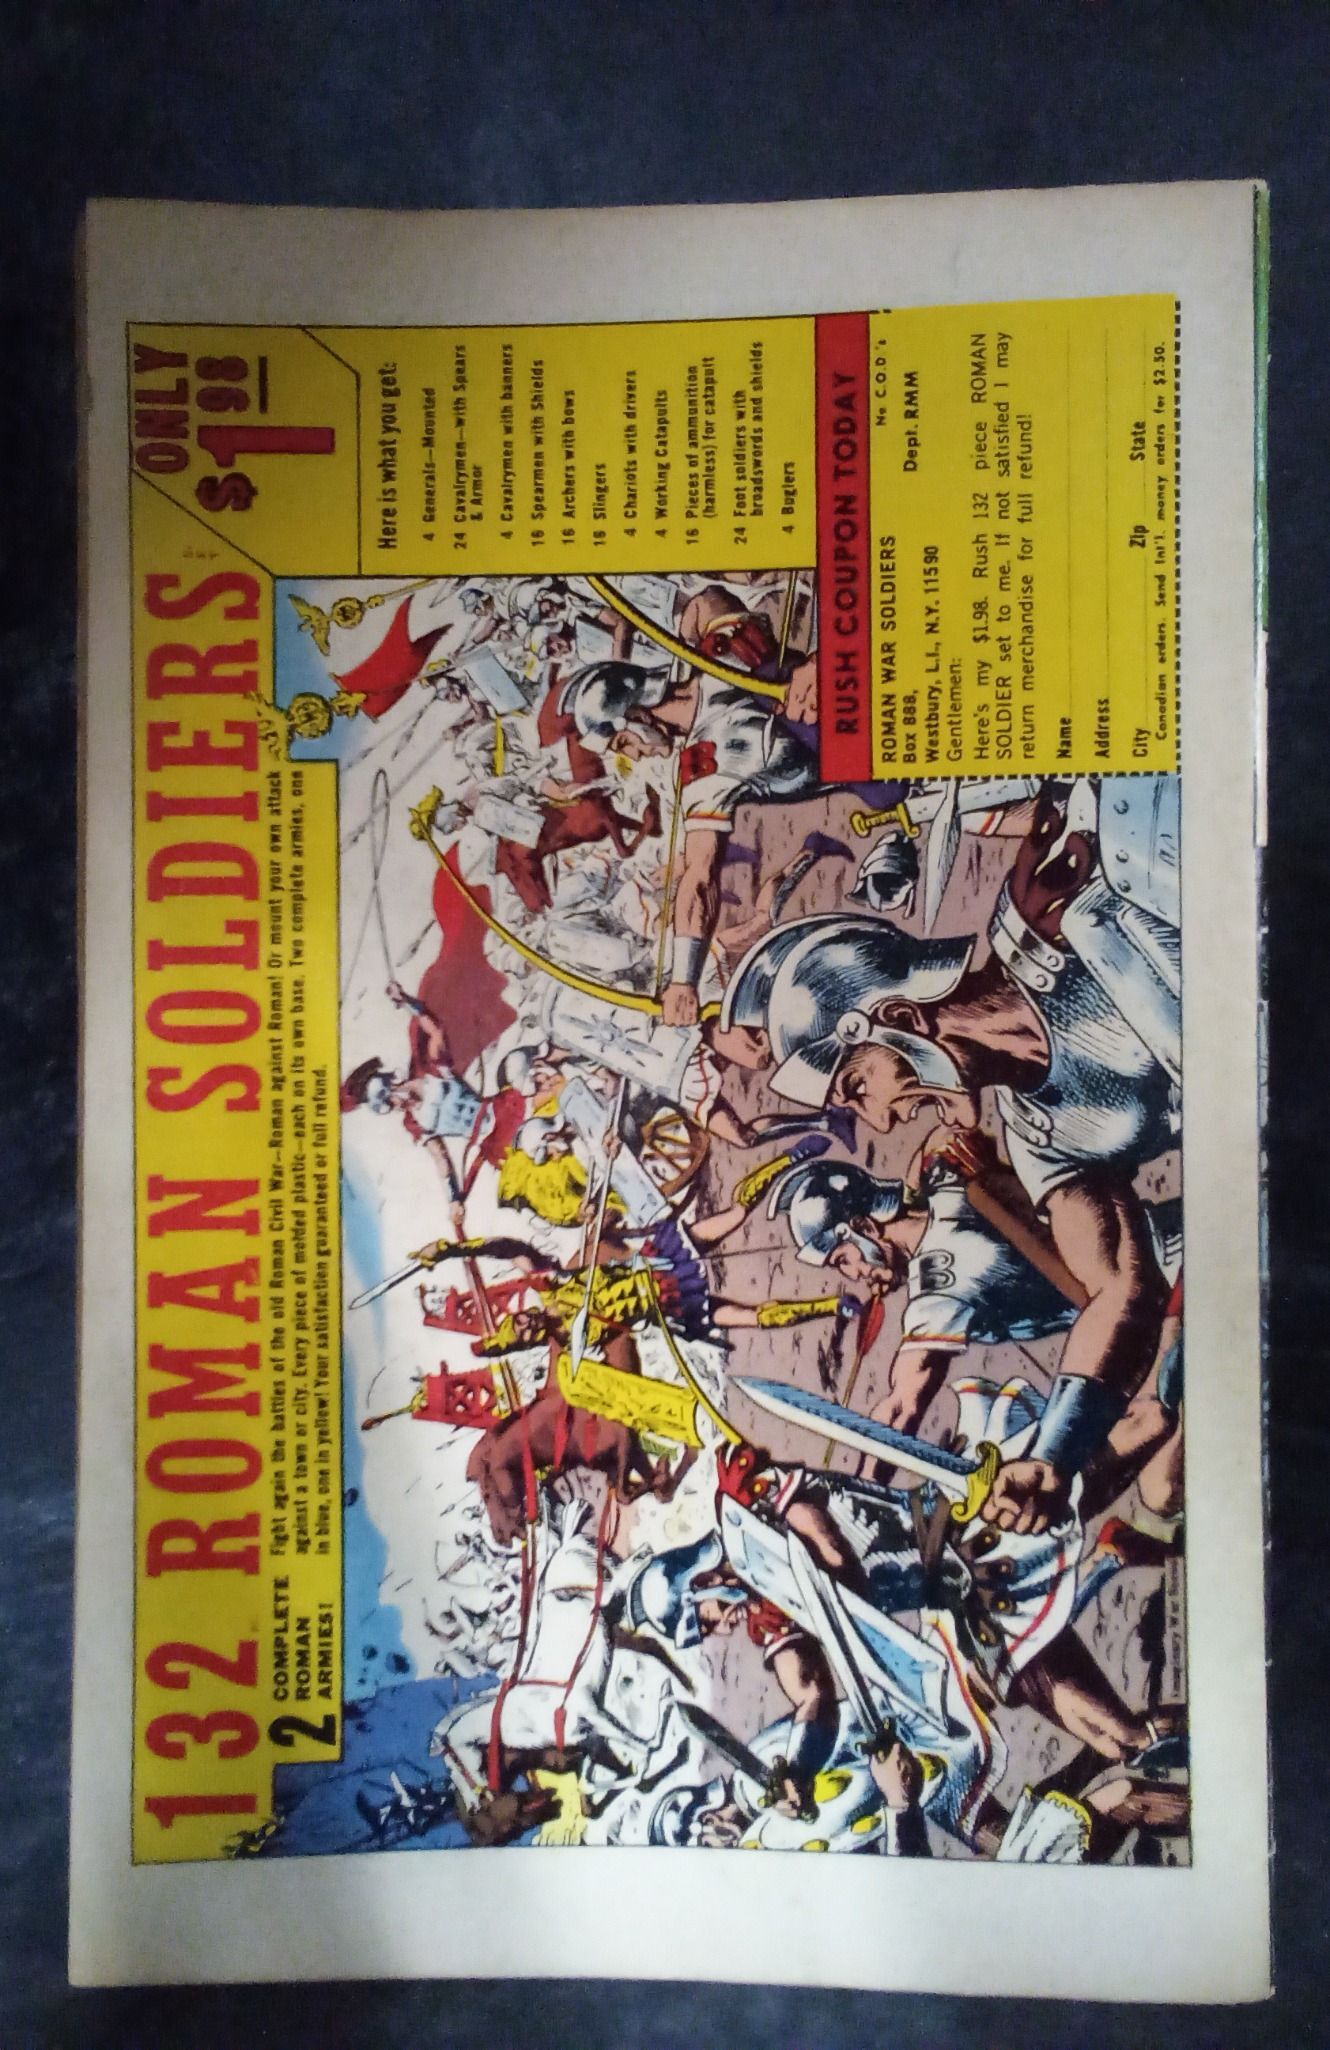 132 ROMAN SOLDIERS
ONLY
$1.98
2 COMPLETE
ROMAN
ARMIES!
Fight again the battles of the old Roman Civil War—Roman against Roman! Or mount your own attack
against a town or city. Every piece of molded plastic—each on its own base. Two complete armies, one
in blue, one in yellow! Your satisfaction guaranteed or full refund.
Here is what you get:
4 Generals—Mounted
24 Cavalrymen—with Spears
& Armor
4 Cavalrymen with banners
16 Spearmen with Shields
16 Archers with bows
16 Slingers
4 Chariots with drivers
4 Working Catapults
16 Pieces of ammunition
(harmless) for catapult
24 Foot soldiers with
broadswords and shields
4 Buglers
RUSH COUPON TODAY
No C.O.D.'s
ROMAN WAR SOLDIERS
Box 888, Dept. RMM
Westbury, L.I., N.Y. 11590
Gentlemen:
Here's my $1.98. Rush 132 piece ROMAN
SOLDIER set to me. If not satisfied I may
return merchandise for full refund!
Name
Address
City Zip State
Canadian orders. Send Int'l. money orders for $2.50.